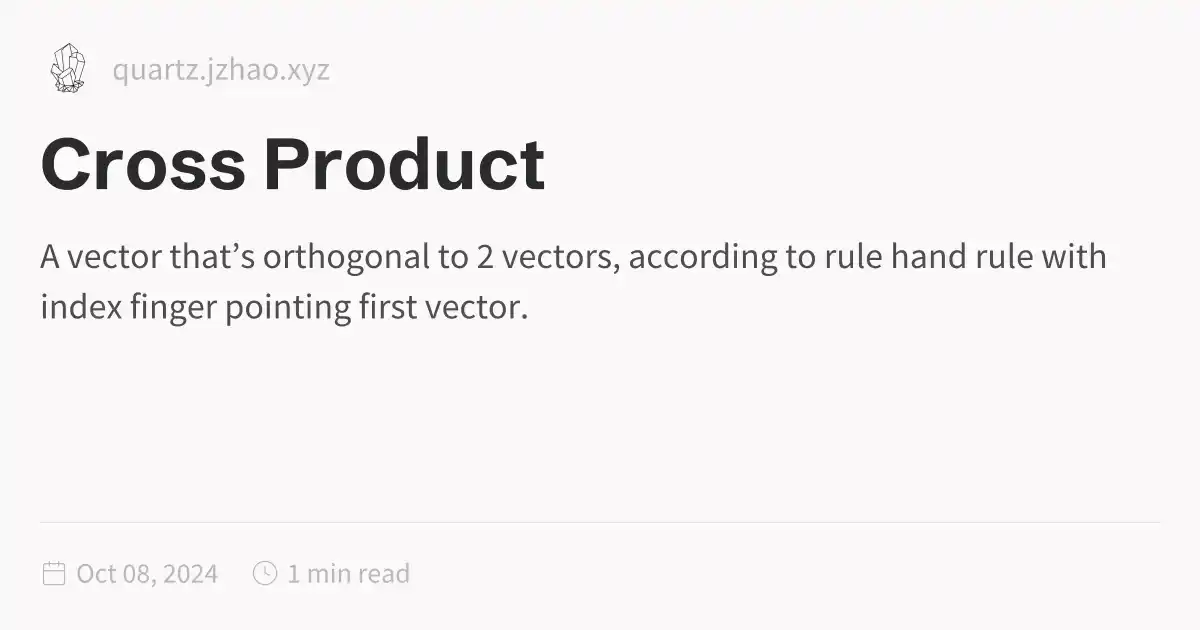 quartz.jzhao.xyz
Cross Product
A vector that’s orthogonal to 2 vectors, according to rule hand rule with
index finger pointing first vector.
Oct 08, 2024 1 min read